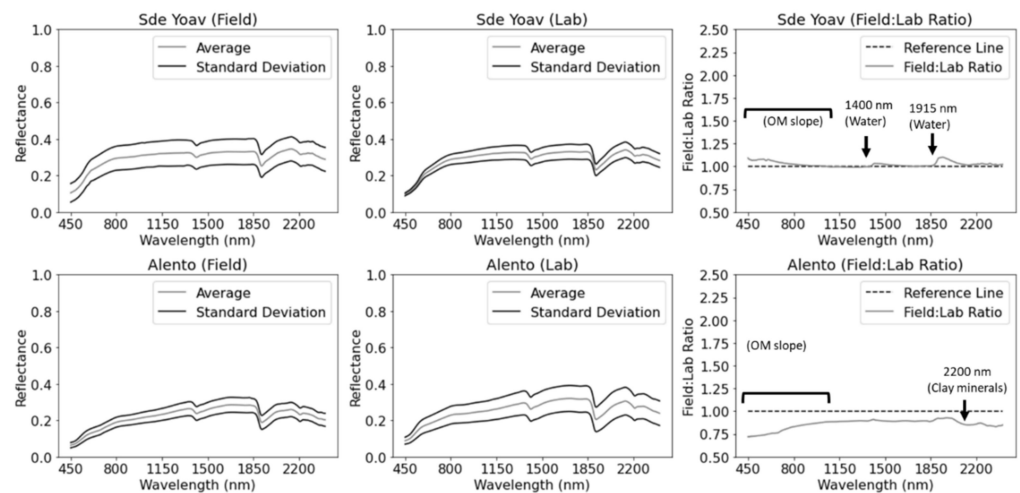 Sde Yoav (Field)
1.0
0.8
0.6
0.4
0.2
0.0
Reflectance
Average
Standard Deviation
450 800 1150 1500 1850 2200
Wavelength (nm)
Sde Yoav (Lab)
1.0
0.8
0.6
0.4
0.2
0.0
Reflectance
Average
Standard Deviation
450 800 1150 1500 1850 2200
Wavelength (nm)
Sde Yoav (Field:Lab Ratio)
2.50
2.25
2.00
1.75
1.50
1.25
1.00
0.75
0.50
Field:Lab Ratio
Reference Line
Field:Lab Ratio
(OM slope)
1400 nm
(Water)
1915 nm
(Water)
450 800 1150 1500 1850 2200
Wavelength (nm)
Alento (Field)
1.0
0.8
0.6
0.4
0.2
0.0
Reflectance
Average
Standard Deviation
450 800 1150 1500 1850 2200
Wavelength (nm)
Alento (Lab)
1.0
0.8
0.6
0.4
0.2
0.0
Reflectance
Average
Standard Deviation
450 800 1150 1500 1850 2200
Wavelength (nm)
Alento (Field:Lab Ratio)
2.50
2.25
2.00
1.75
1.50
1.25
1.00
0.75
0.50
Field:Lab Ratio
Reference Line
Field:Lab Ratio
(OM slope)
2200 nm
(Clay minerals)
450 800 1150 1500 1850 2200
Wavelength (nm)